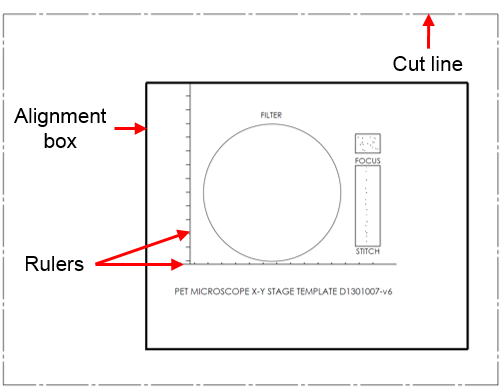 Cut line
Alignment
box
FILTER
FOCUS
STITCH
Rulers
PET MICROSCOPE X-Y STAGE TEMPLATE D1301007-v6